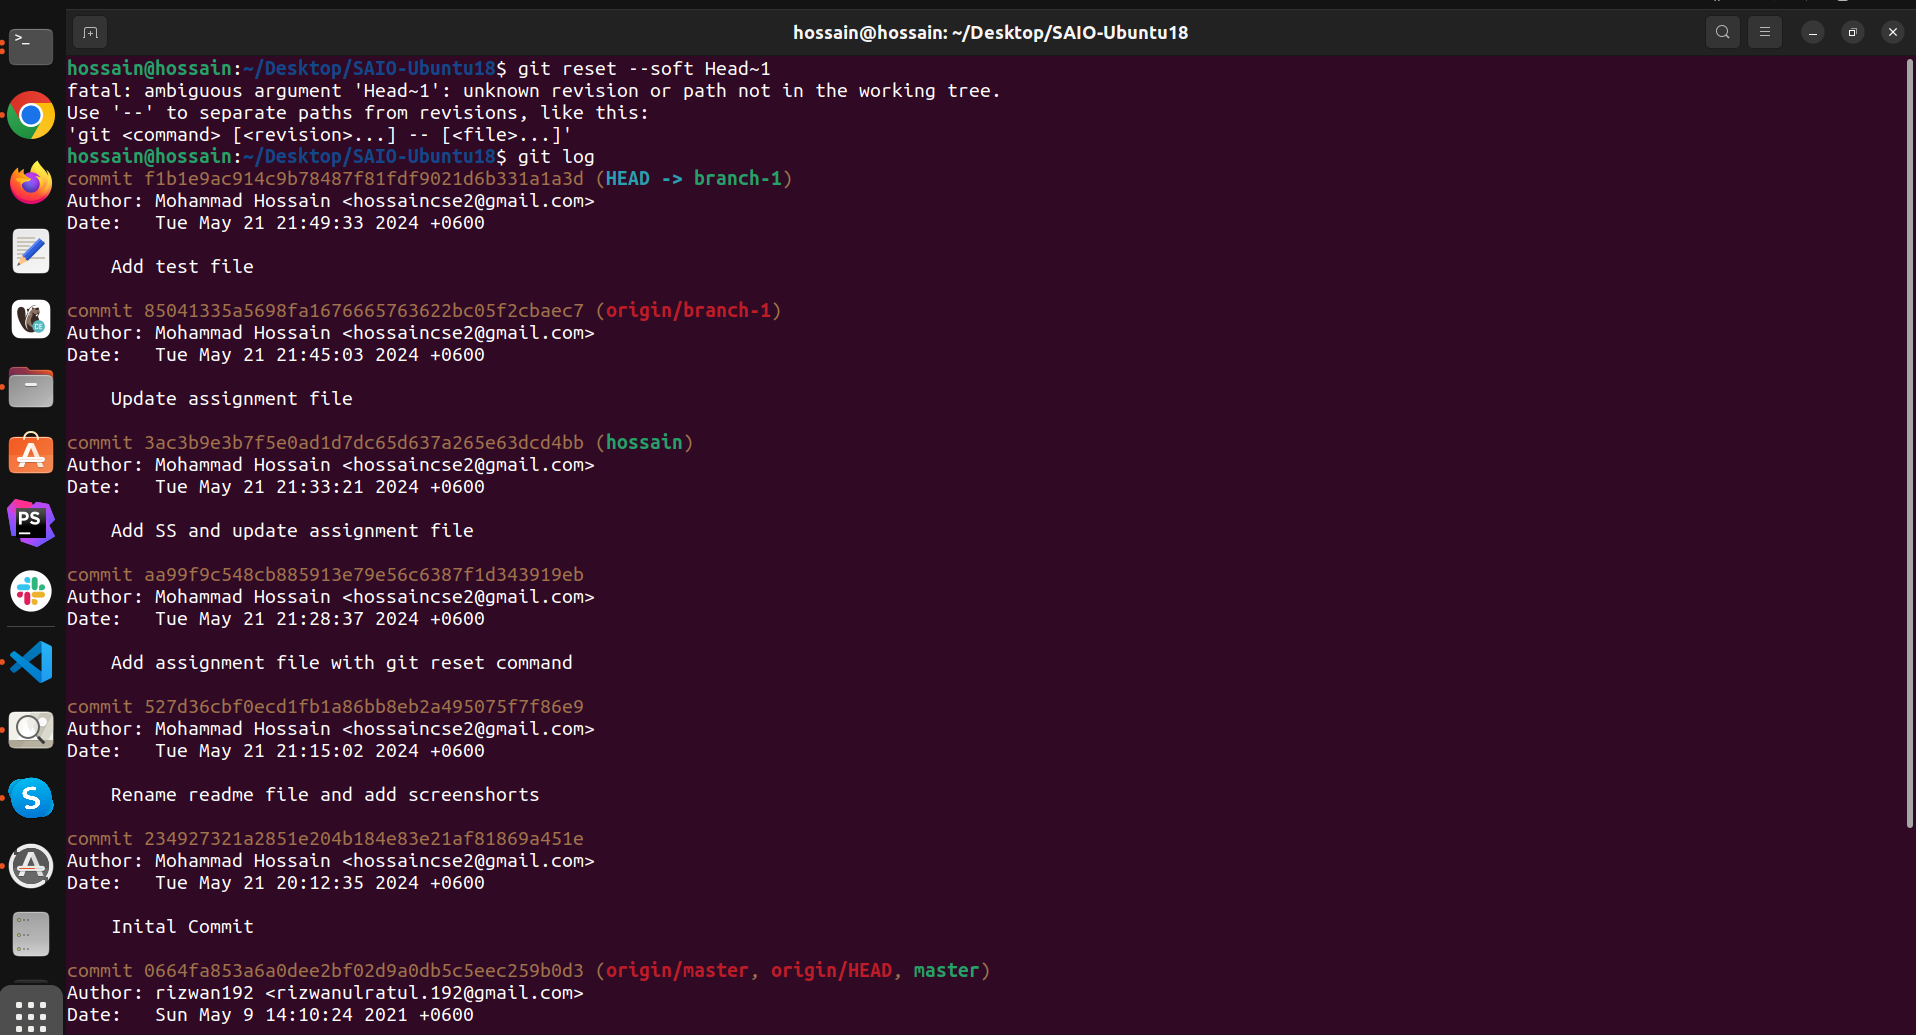 hossain@hossain: ~/Desktop/SAIO-Ubuntu18
hossain@hossain:~/Desktop/SAIO-Ubuntu18$ git reset --soft Head~1
fatal: ambiguous argument 'Head~1': unknown revision or path not in the working tree.
Use '--' to separate paths from revisions, like this:
'git <command> [<revision>...] -- [<file>...]'
hossain@hossain:~/Desktop/SAIO-Ubuntu18$ git log
commit f1b1e9ac914c9b78487f81fdf9021d6b331a1a3d (HEAD -> branch-1)
Author: Mohammad Hossain <hossaincse2@gmail.com>
Date:   Tue May 21 21:49:33 2024 +0600
Add test file
commit 85041335a5698fa1676665763622bc05f2cbaec7 (origin/branch-1)
Author: Mohammad Hossain <hossaincse2@gmail.com>
Date:   Tue May 21 21:45:03 2024 +0600
Update assignment file
commit 3ac3b9e3b7f5e0ad1d7dc65d637a265e63dcd4bb (hossain)
Author: Mohammad Hossain <hossaincse2@gmail.com>
Date:   Tue May 21 21:33:21 2024 +0600
Add SS and update assignment file
commit aa99f9c548cb885913e79e56c6387f1d343919eb
Author: Mohammad Hossain <hossaincse2@gmail.com>
Date:   Tue May 21 21:28:37 2024 +0600
Add assignment file with git reset command
commit 527d36cbf0ecd1fb1a86bb8eb2a495075f7f86e9
Author: Mohammad Hossain <hossaincse2@gmail.com>
Date:   Tue May 21 21:15:02 2024 +0600
Rename readme file and add screenshorts
commit 234927321a2851e204b184e83e21af81869a451e
Author: Mohammad Hossain <hossaincse2@gmail.com>
Date:   Tue May 21 20:12:35 2024 +0600
Inital Commit
commit 0664fa853a6a0dee2bf02d9a0db5c5eec259b0d3 (origin/master, origin/HEAD, master)
Author: rizwan192 <rizwanulratul.192@gmail.com>
Date:   Sun May 9 14:10:24 2021 +0600
PS
CE